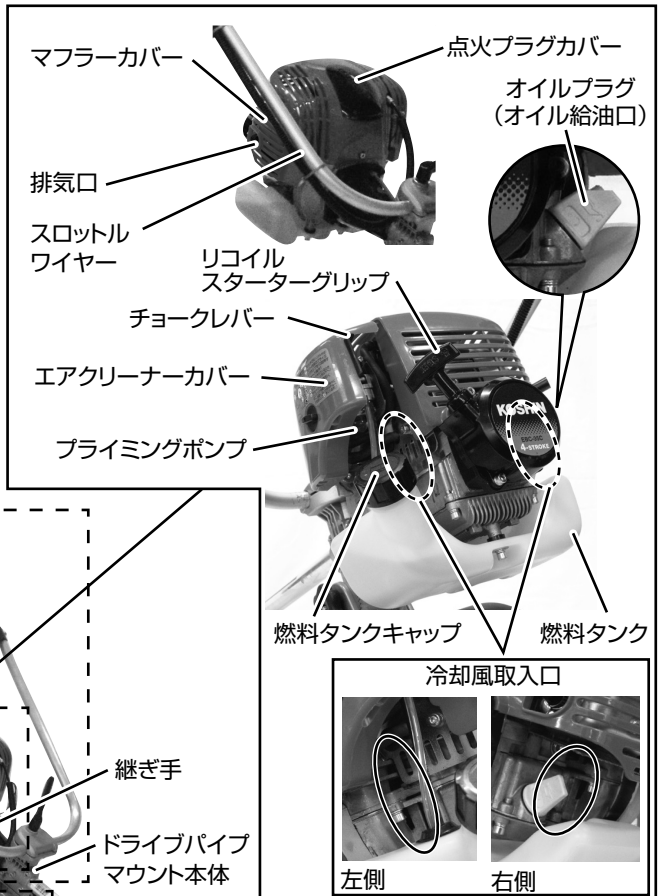 マフラーカバー
点火プラグカバー
オイルプラグ
（オイル給油口）
排気口
スロットル
ワイヤー
リコイル
スターターグリップ
チョークレバー
エアクリーナーカバー
プライミングポンプ
KOSHIN
4-STROKE
燃料タンクキャップ
燃料タンク
冷却風取入口
左側
右側
継ぎ手
ドライブパイプ
マウント本体